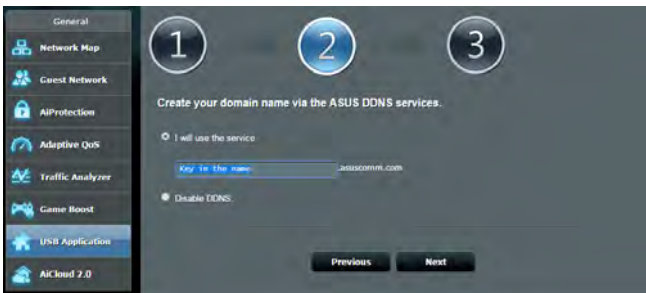 General
Network Map
Guest Network
AiProtection
Adaptive QoS
Traffic Analyzer
Game Boost
USB Application
AiCloud 2.0
1
2
3
Create your domain name via the ASUS DDNS services.
I will use the service
Key in the name .asuscomm.com
Disable DDNS.
Previous Next